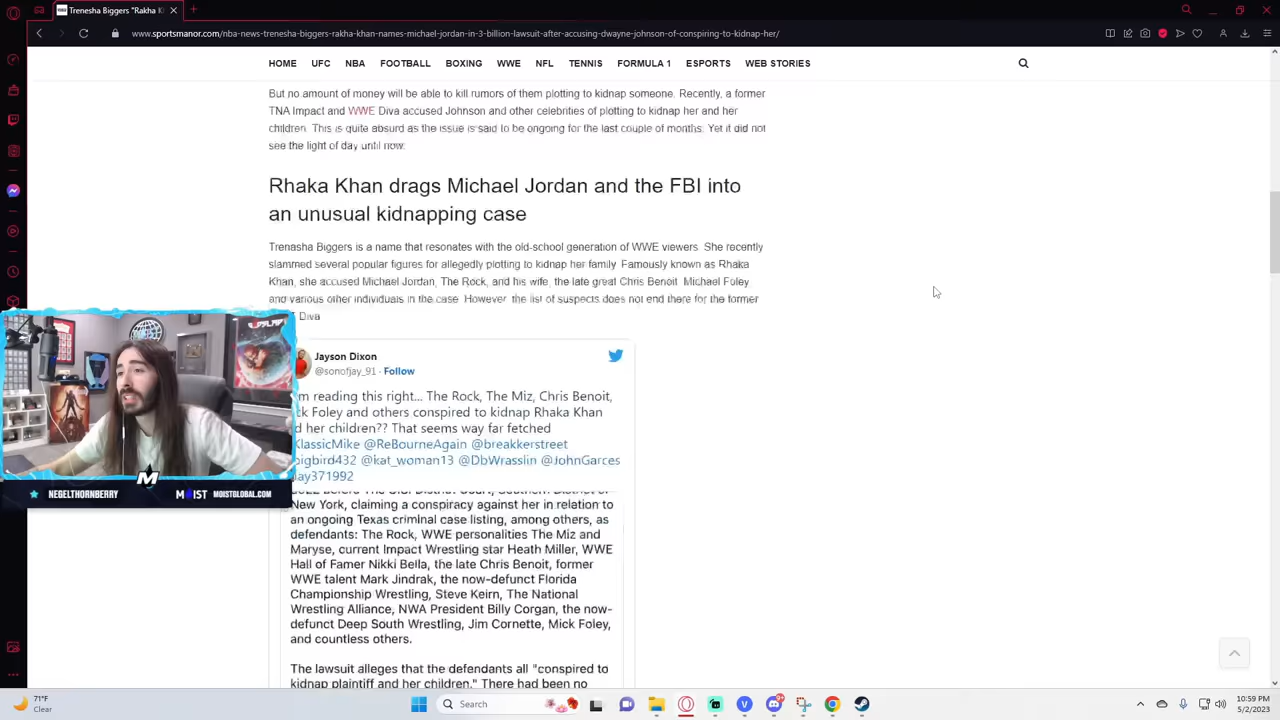 Trenesha Biggers "Rakha K
www.sportsmanor.com/nba-news-trenesha-biggers-rakha-khan-names-michael-jordan-in-3-billion-lawsuit-after-accusing-dwayne-johnson-of-conspiring-to-kidnap-her/
HOME UFC NBA FOOTBALL BOXING WWE NFL TENNIS FORMULA 1 ESPORTS WEB STORIES
But no amount of money will be able to kill rumors of them plotting to kidnap someone. Recently, a former
TNA Impact and WWE Diva accused Johnson and other celebrities of plotting to kidnap her and her
children. This is quite absurd as the issue is said to be ongoing for the last couple of months. Yet it did not
see the light of day until now.
Rhaka Khan drags Michael Jordan and the FBI into
an unusual kidnapping case
Trenasha Biggers is a name that resonates with the old-school generation of WWE viewers. She recently
slammed several popular figures for allegedly plotting to kidnap her family. Famously known as Rhaka
Khan, she accused Michael Jordan, The Rock, and his wife, the late great Chris Benoit, Michael Foley
and various other individuals in the case. However, the list of suspects does not end there for the former
Diva
Jayson Dixon
@sonofjay_91 · Follow
m reading this right... The Rock, The Miz, Chris Benoit,
ck Foley and others conspired to kidnap Rhaka Khan
d her children?? That seems way far fetched
KlassicMike @ReBourneAgain @breakkerstreet
bigbird432 @kat_woman13 @DbWrasslin @JohnGarces
lay371992
New York, claiming a conspiracy against her in relation to
an ongoing Texas criminal case listing, among others, as
defendants: The Rock, WWE personalities The Miz and
Maryse, current Impact Wrestling star Heath Miller, WWE
Hall of Famer Nikki Bella, the late Chris Benoit, former
WWE talent Mark Jindrak, the now-defunct Florida
Championship Wrestling, Steve Keirn, The National
Wrestling Alliance, NWA President Billy Corgan, the now-
defunct Deep South Wrestling, Jim Cornette, Mick Foley,
and countless others.
The lawsuit alleges that the defendants all "conspired to
kidnap plaintiff and her children." There had been no
M
NEGELTHORNBERRY MOIST MOISTGLOBAL.COM
71°F
Clear
Search
10:59 PM
5/2/2023